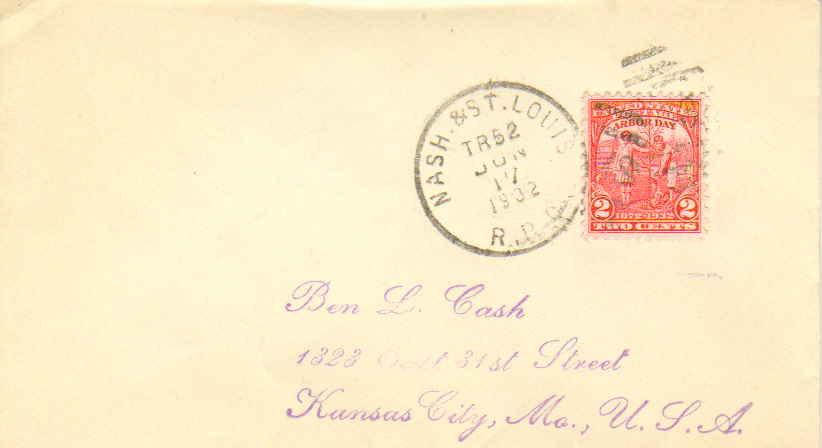 NASH. & ST. LOUIS
TR52
JUN
17
1932
R.P.O.
UNITED STATES
POSTAGE
ARBOR DAY
2 1872-1932 2
TWO CENTS
Ben L. Cash
1323 East 31st Street
Kansas City, Mo., U.S.A.